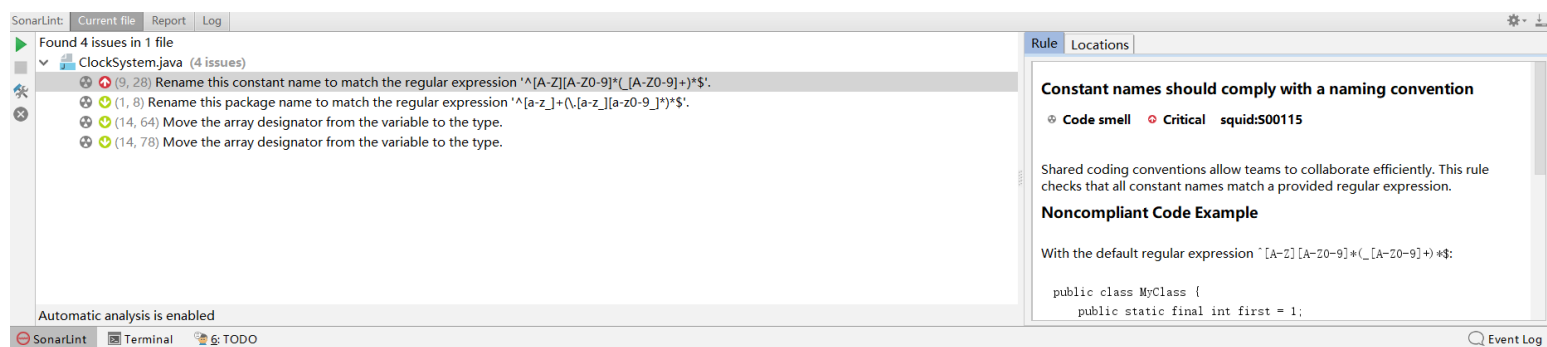 SonarLint: Current file Report Log
Found 4 issues in 1 file
ClockSystem.java (4 issues)
(9, 28) Rename this constant name to match the regular expression '^[A-Z][A-Z0-9]*(_[A-Z0-9]+)*$'.
(1, 8) Rename this package name to match the regular expression '^[a-z_]+(\.[a-z_][a-z0-9_]*)*$'.
(14, 64) Move the array designator from the variable to the type.
(14, 78) Move the array designator from the variable to the type.
Automatic analysis is enabled
Rule Locations
Constant names should comply with a naming convention
Code smell Critical squid:S00115
Shared coding conventions allow teams to collaborate efficiently. This rule
checks that all constant names match a provided regular expression.
Noncompliant Code Example
With the default regular expression ^[A-Z][A-Z0-9]*(_[A-Z0-9]+)*$:
public class MyClass {
public static final int first = 1;
SonarLint Terminal 6: TODO Event Log